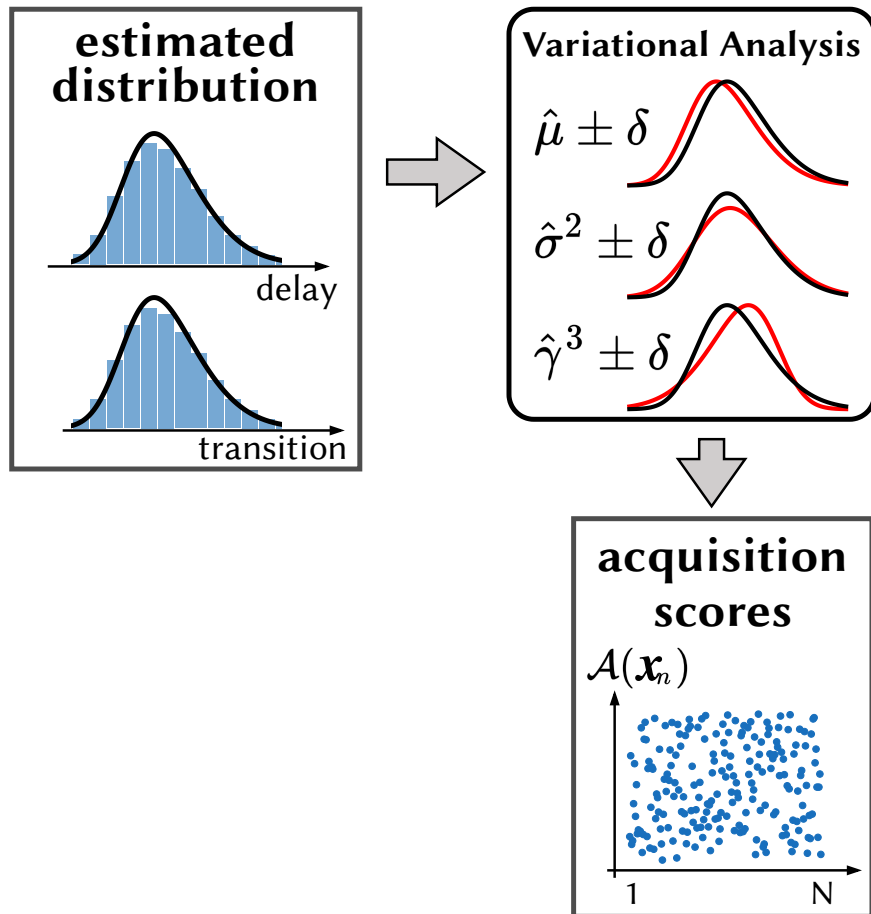 estimated
distribution
delay
transition
Variational Analysis
μ̂ ± δ
σ̂² ± δ
γ̂³ ± δ
acquisition
scores
𝒜(𝒙ₙ)
1 N